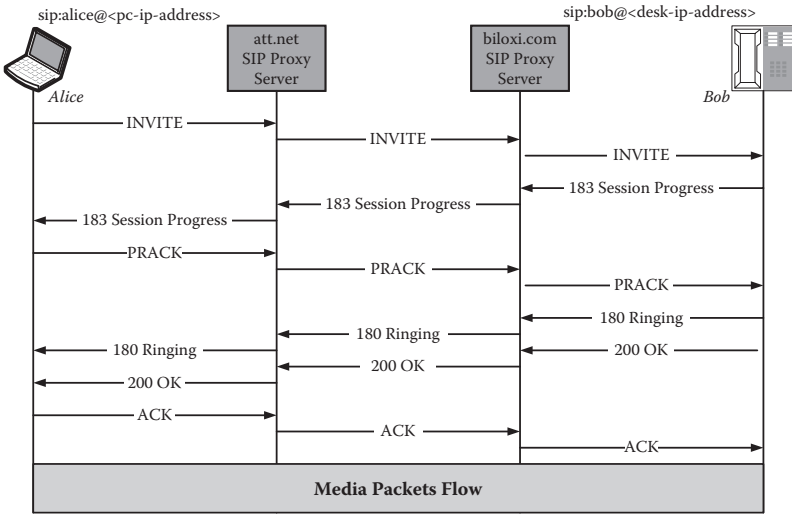 sip:alice@<pc-ip-address>
sip:bob@<desk-ip-address>
att.net
SIP Proxy
Server
biloxi.com
SIP Proxy
Server
Alice
Bob
INVITE
INVITE
INVITE
183 Session Progress
183 Session Progress
183 Session Progress
PRACK
PRACK
PRACK
180 Ringing
180 Ringing
180 Ringing
200 OK
200 OK
200 OK
ACK
ACK
ACK
Media Packets Flow